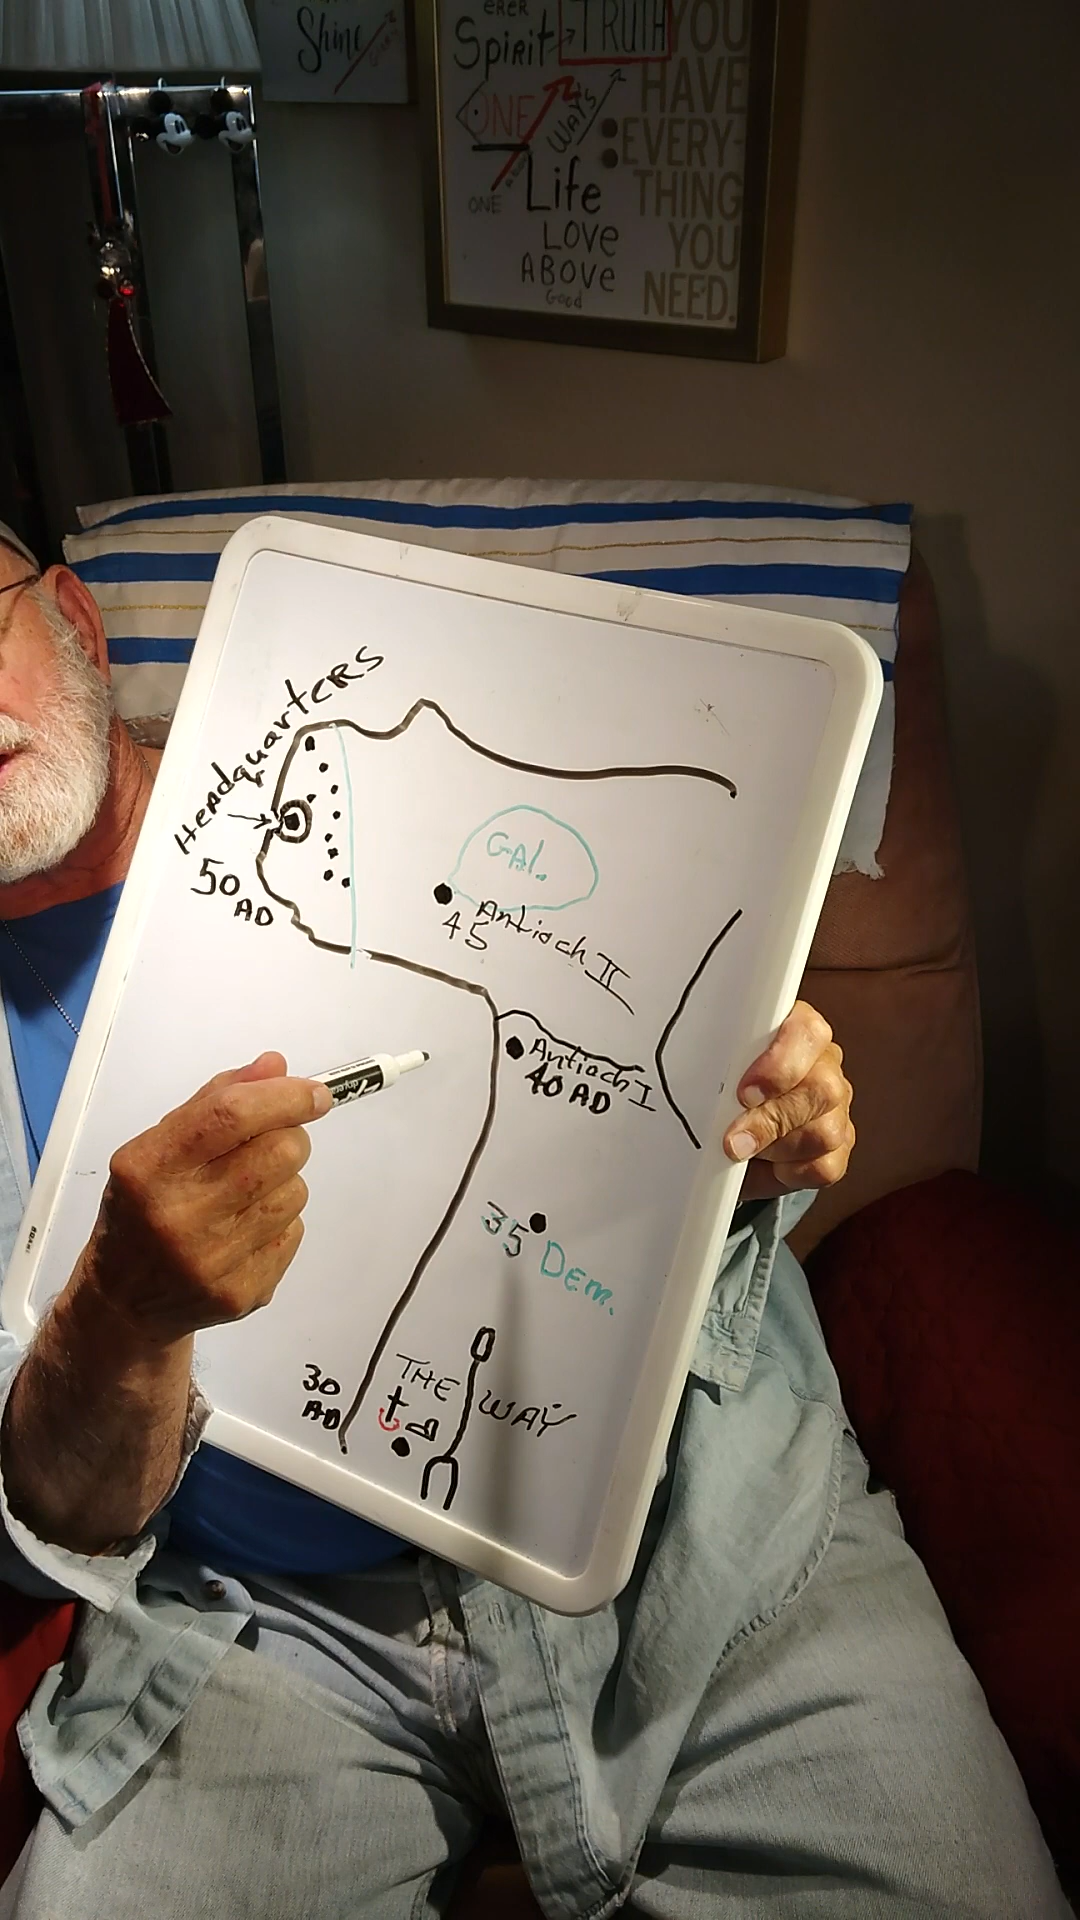 Shine
Spirit → TRUTH
ONE WAYS
ONE Life
LOVE
ABOVE
Good
YOU
HAVE
EVERY-
THING
YOU
NEED.
HeadquarteRS
50
AD
GAl.
45
Antioch II
Antioch I
40 AD
35
Dem.
30
AD
THE WAY